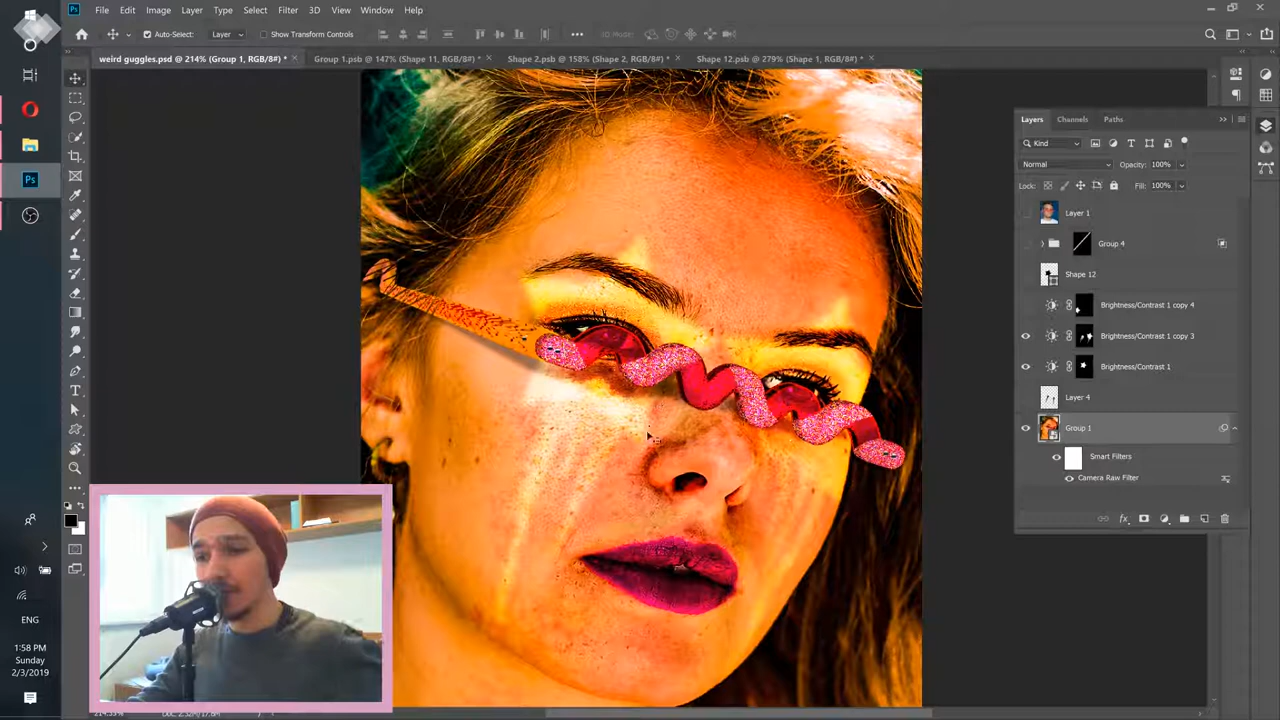 File Edit Image Layer Type Select Filter 3D View Window Help
Auto-Select: Layer Show Transform Controls 3D Mode:
weird guggles.psd @ 214% (Group 1, RGB/8#) * Group 1.psb @ 147% (Shape 11, RGB/8#) * Shape 2.psb @ 158% (Shape 2, RGB/8#) * Shape 12.psb @ 279% (Shape 1, RGB/8#) *
Layers Channels Paths
Kind
Normal Opacity: 100%
Lock: Fill: 100%
Layer 1
Group 4
Shape 12
Brightness/Contrast 1 copy 4
Brightness/Contrast 1 copy 3
Brightness/Contrast 1
Layer 4
Group 1
Smart Filters
Camera Raw Filter
fx
Ps
ENG
1:58 PM
Sunday
2/3/2019